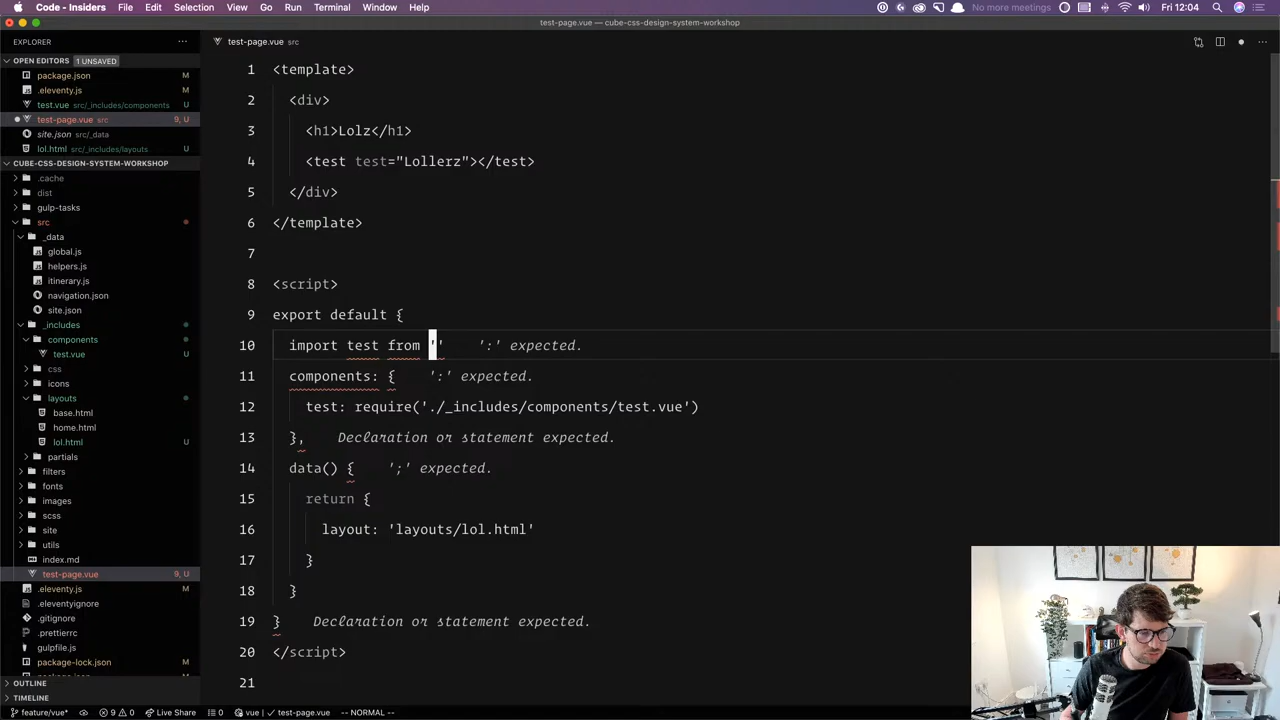 Code - Insiders File Edit Selection View Go Run Terminal Window Help No more meetings Fri 12:04
test-page.vue — cube-css-design-system-workshop
EXPLORER
test-page.vue src
OPEN EDITORS 1 UNSAVED
package.json M
.eleventy.js M
test.vue src/_includes/components U
test-page.vue src 9, U
site.json src/_data
lol.html src/_includes/layouts U
CUBE-CSS-DESIGN-SYSTEM-WORKSHOP
.cache
dist
gulp-tasks
src
_data
global.js
helpers.js
itinerary.js
navigation.json
site.json
_includes
components
test.vue U
css
icons
layouts
base.html
home.html
lol.html U
partials
filters
fonts
images
scss
site
utils
index.md
test-page.vue 9, U
.eleventy.js M
.eleventyignore
.gitignore
.prettierrc
gulpfile.js
package-lock.json M
OUTLINE
TIMELINE
1 <template>
2 <div>
3 <h1>Lolz</h1>
4 <test test="Lollerz"></test>
5 </div>
6 </template>
7
8 <script>
9 export default {
10 import test from '' ':' expected.
11 components: { ':' expected.
12 test: require('./_includes/components/test.vue')
13 }, Declaration or statement expected.
14 data() { ';' expected.
15 return {
16 layout: 'layouts/lol.html'
17 }
18 }
19 } Declaration or statement expected.
20 </script>
21
feature/vue* 9 0 Live Share 0 vue | ✓ test-page.vue -- NORMAL --